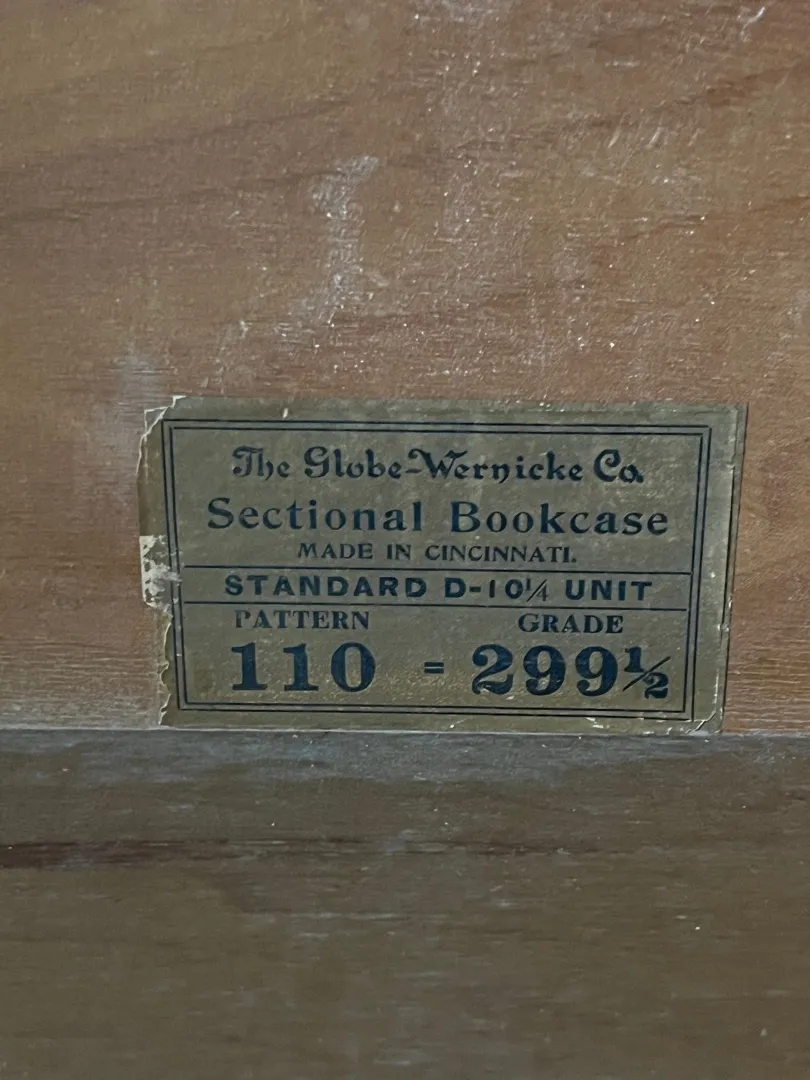 The Globe-Wernicke Co.
Sectional Bookcase
MADE IN CINCINNATI.
STANDARD D-10¼ UNIT
PATTERN GRADE
110 = 299½